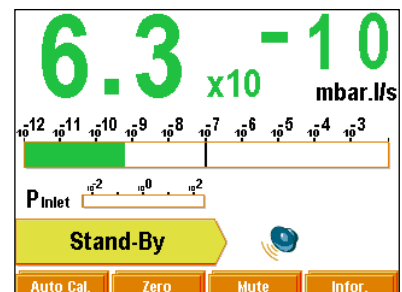 6.3 x10 -10
mbar.l/s
10-12 10-11 10-10 10-9 10-8 10-7 10-6 10-5 10-4 10-3
10-2 100 102
P Inlet
Stand-By
Auto Cal. Zero Mute Infor.